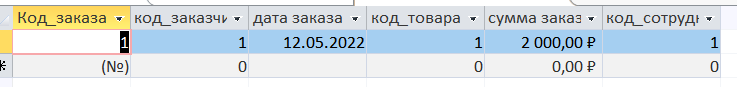 Код_заказа код_заказчи дата заказа код_товара сумма заказ код_сотрудн
1 1 12.05.2022 1 2 000,00 ₽ 1
* (№) 0 0 0,00 ₽ 0